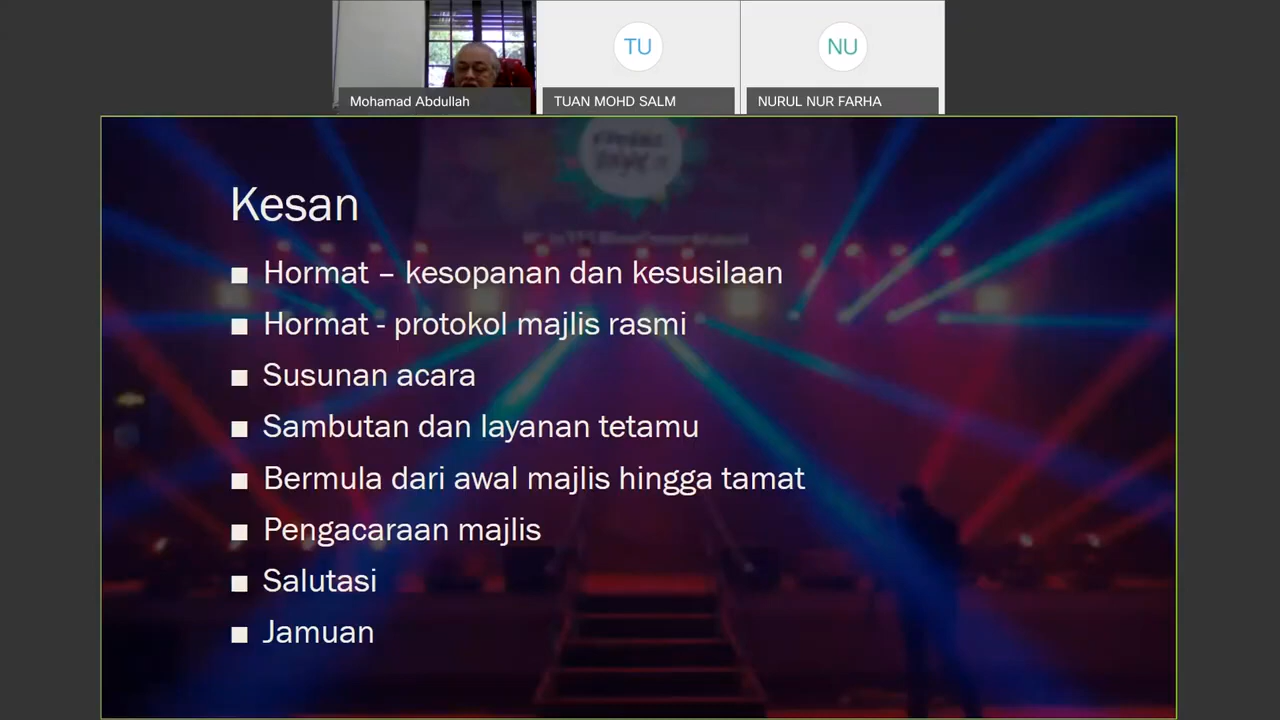 TU
NU
Mohamad Abdullah
TUAN MOHD SALM
NURUL NUR FARHA
Kesan
■ Hormat – kesopanan dan kesusilaan
■ Hormat - protokol majlis rasmi
■ Susunan acara
■ Sambutan dan layanan tetamu
■ Bermula dari awal majlis hingga tamat
■ Pengacaraan majlis
■ Salutasi
■ Jamuan